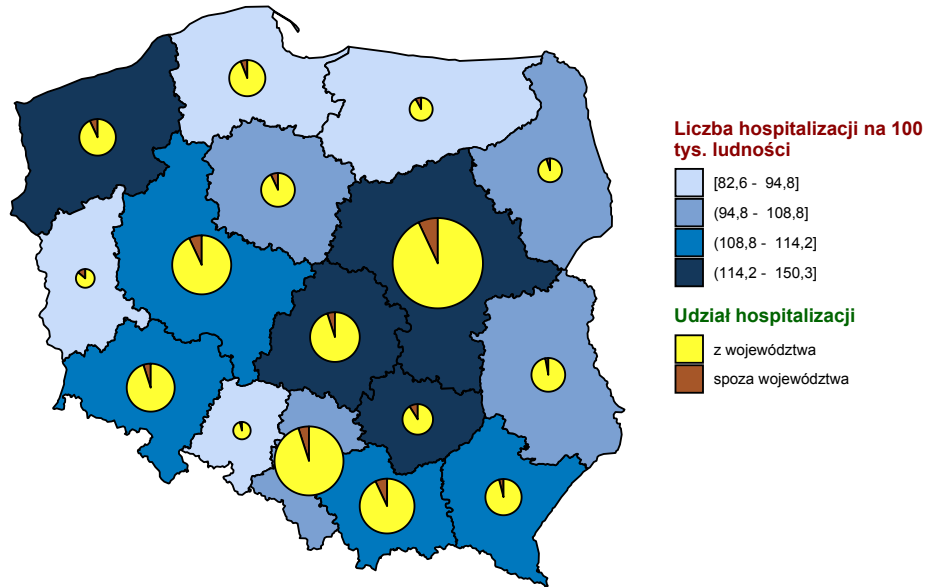 Liczba hospitalizacji na 100
tys. ludności
[82,6 - 94,8]
(94,8 - 108,8]
(108,8 - 114,2]
(114,2 - 150,3]
Udział hospitalizacji
z województwa
spoza województwa